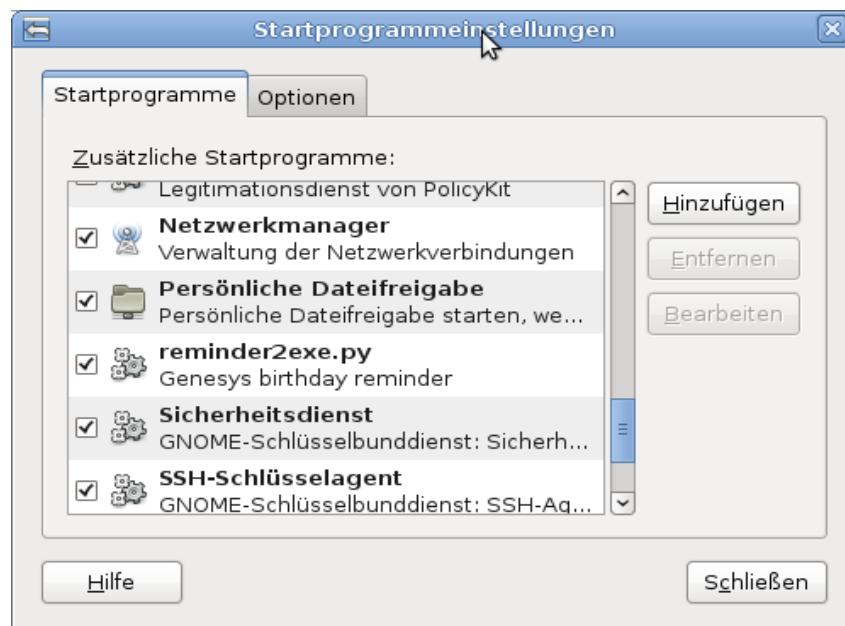 Startprogrammeinstellungen
Startprogramme
Optionen
Zusätzliche Startprogramme:
Legitimationsdienst von PolicyKit
Netzwerkmanager
Verwaltung der Netzwerkverbindungen
Persönliche Dateifreigabe
Persönliche Dateifreigabe starten, we...
reminder2exe.py
Genesys birthday reminder
Sicherheitsdienst
GNOME-Schlüsselbunddienst: Sicherh...
SSH-Schlüsselagent
GNOME-Schlüsselbunddienst: SSH-Ag...
Hinzufügen
Entfernen
Bearbeiten
Hilfe
Schließen